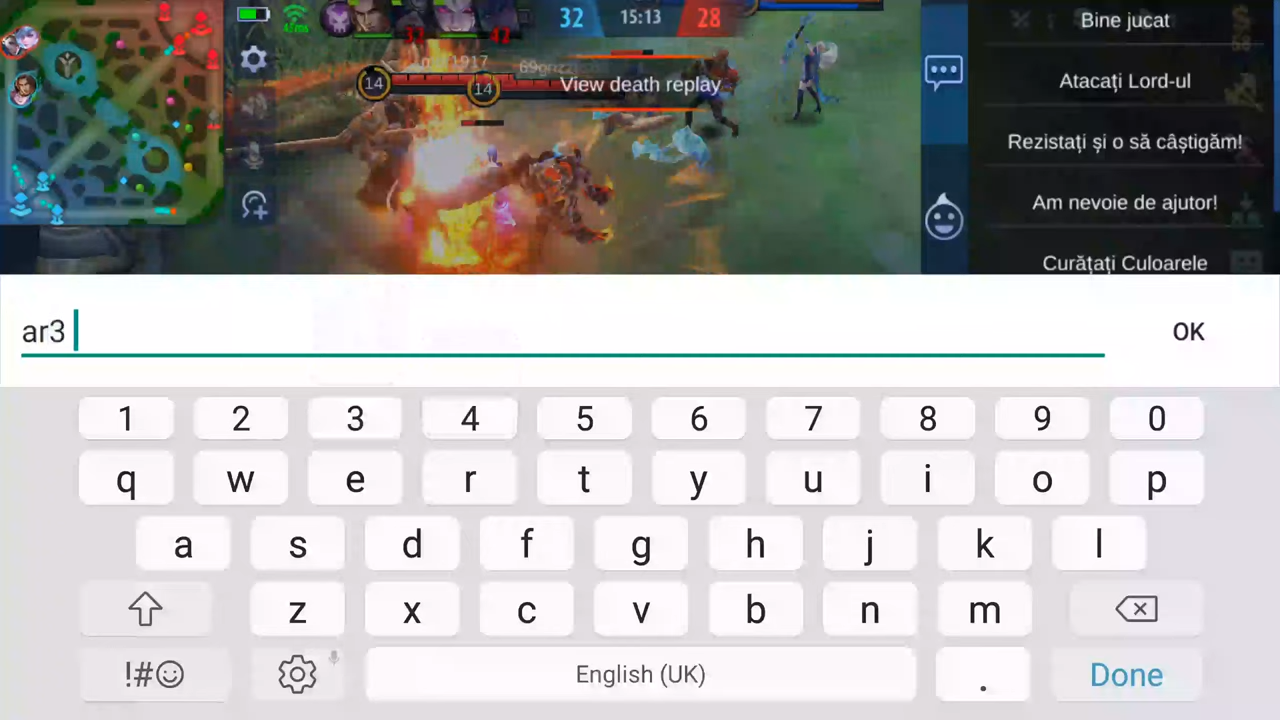 32 15:13 28
14
14
View death replay
Bine jucat
Atacați Lord-ul
Rezistați și o să câștigăm!
Am nevoie de ajutor!
Curățați Culoarele
ar3
OK
1 2 3 4 5 6 7 8 9 0
q w e r t y u i o p
a s d f g h j k l
z x c v b n m
!#
English (UK)
.
Done